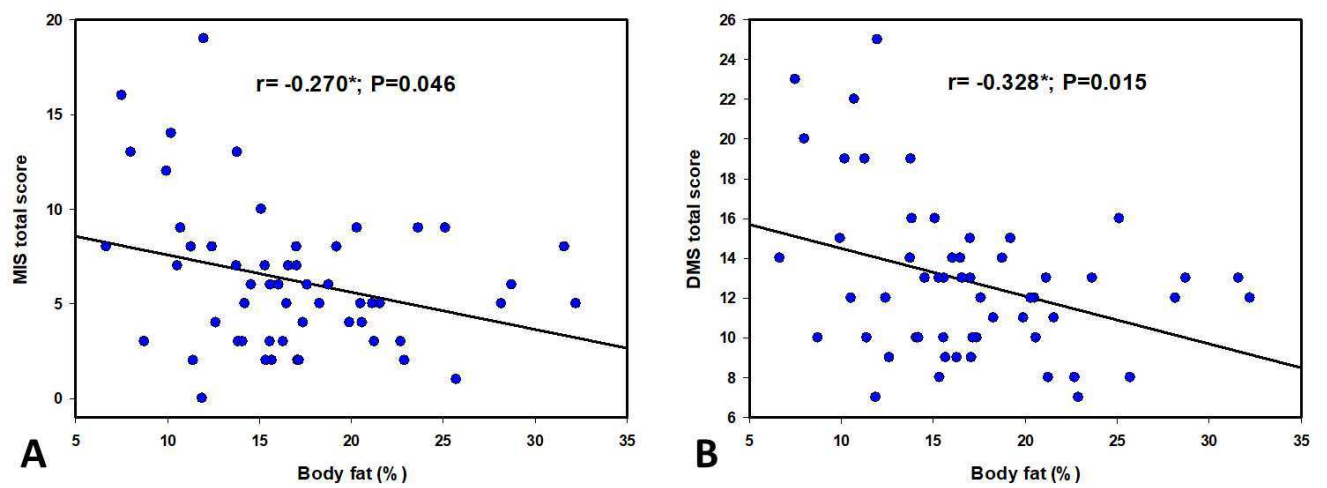 20
15
10
5
0
MIS total score
r= -0.270*; P=0.046
5 10 15 20 25 30 35
Body fat (%)
A
26
24
22
20
18
16
14
12
10
8
6
DMS total score
r= -0.328*; P=0.015
5 10 15 20 25 30 35
Body fat (%)
B